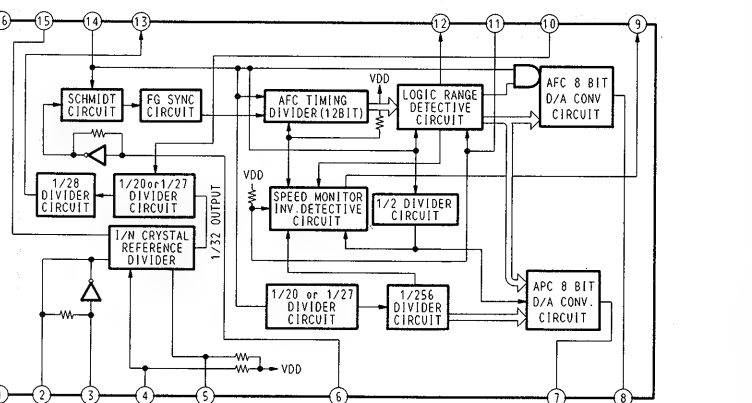 6
15
14
13
12
11
10
9
VDD
SCHMIDT
CIRCUIT
FG SYNC
CIRCUIT
AFC TIMING
DIVIDER (12BIT)
LOGIC RANGE
DETECTIVE
CIRCUIT
AFC 8 BIT
D/A CONV
CIRCUIT
1/28
DIVIDER
CIRCUIT
1/20or1/27
DIVIDER
CIRCUIT
VDD
SPEED MONITOR
INV.DETECTIVE
CIRCUIT
1/2 DIVIDER
CIRCUIT
1/32 OUTPUT
I/N CRYSTAL
REFERENCE
DIVIDER
1/20 or 1/27
DIVIDER
CIRCUIT
1/256
DIVIDER
CIRCUIT
APC 8 BIT
D/A CONV.
CIRCUIT
VDD
1
2
3
4
5
6
7
8